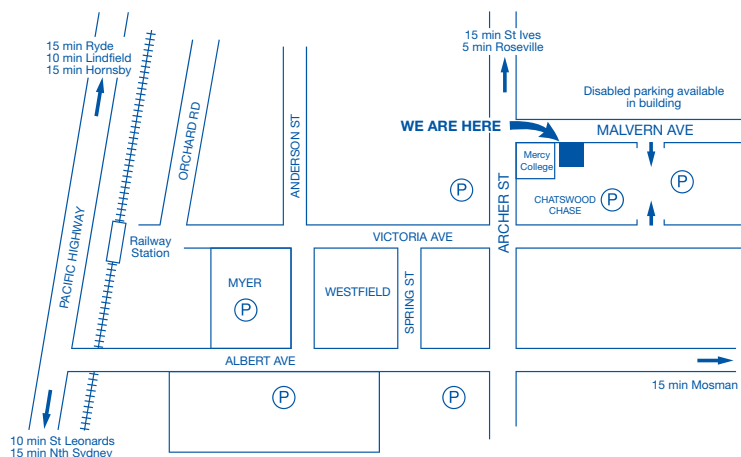 15 min Ryde
10 min Lindfield
15 min Hornsby
15 min St Ives
5 min Roseville
Disabled parking available
in building
WE ARE HERE
MALVERN AVE
ORCHARD RD
ANDERSON ST
Mercy
College
P
P
P
CHATSWOOD
CHASE
ARCHER ST
PACIFIC HIGHWAY
Railway
Station
VICTORIA AVE
MYER
P
WESTFIELD
SPRING ST
ALBERT AVE
15 min Mosman
P
P
10 min St Leonards
15 min Nth Sydney